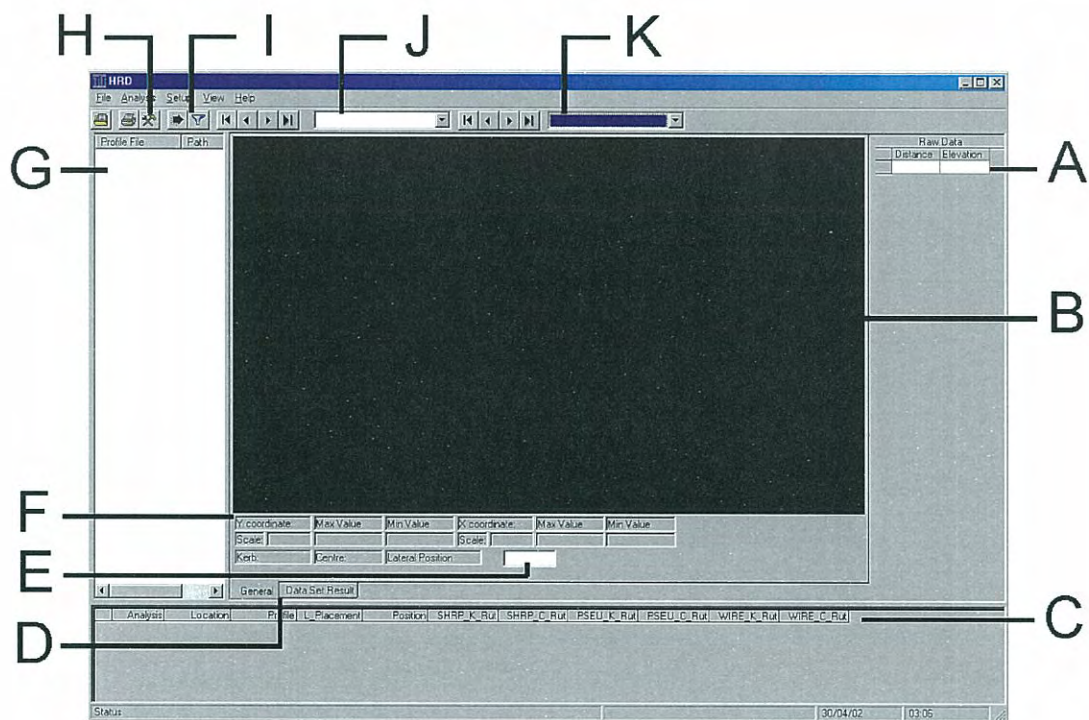 H I J K
HRD
File Analysis Setup View Help
Profile File Path
Raw Data
Distance Elevation
G
A
B
F
Y coordinate: Max Value Min Value X coordinate: Max Value Min Value
Scale: Scale:
Kerb: Centre: Lateral Position
E
General Data Set Result
Analysis Location Profile L_Placement Position SHRP_K_Rut SHRP_C_Rut PSEU_K_Rut PSEU_C_Rut WIRE_K_Rut WIRE_C_Rut
C
D
Status 30/04/02 03:06